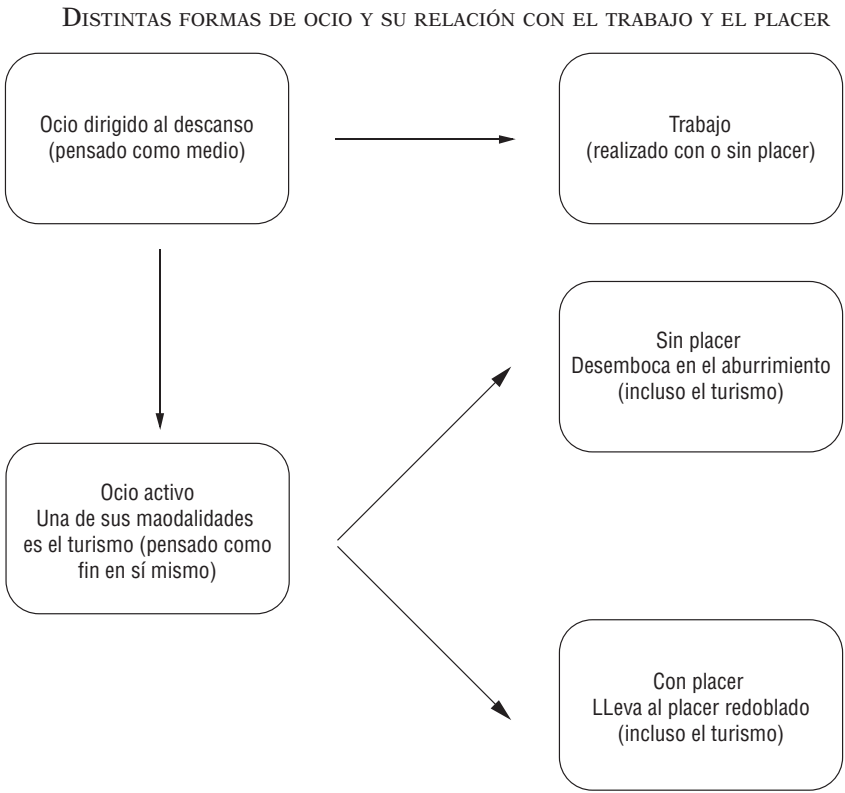 DISTINTAS FORMAS DE OCIO Y SU RELACIÓN CON EL TRABAJO Y EL PLACER
Ocio dirigido al descanso
(pensado como medio)
Trabajo
(realizado con o sin placer)
Sin placer
Desemboca en el aburrimiento
(incluso el turismo)
Ocio activo
Una de sus maodalidades
es el turismo (pensado como
fin en sí mismo)
Con placer
LLeva al placer redoblado
(incluso el turismo)